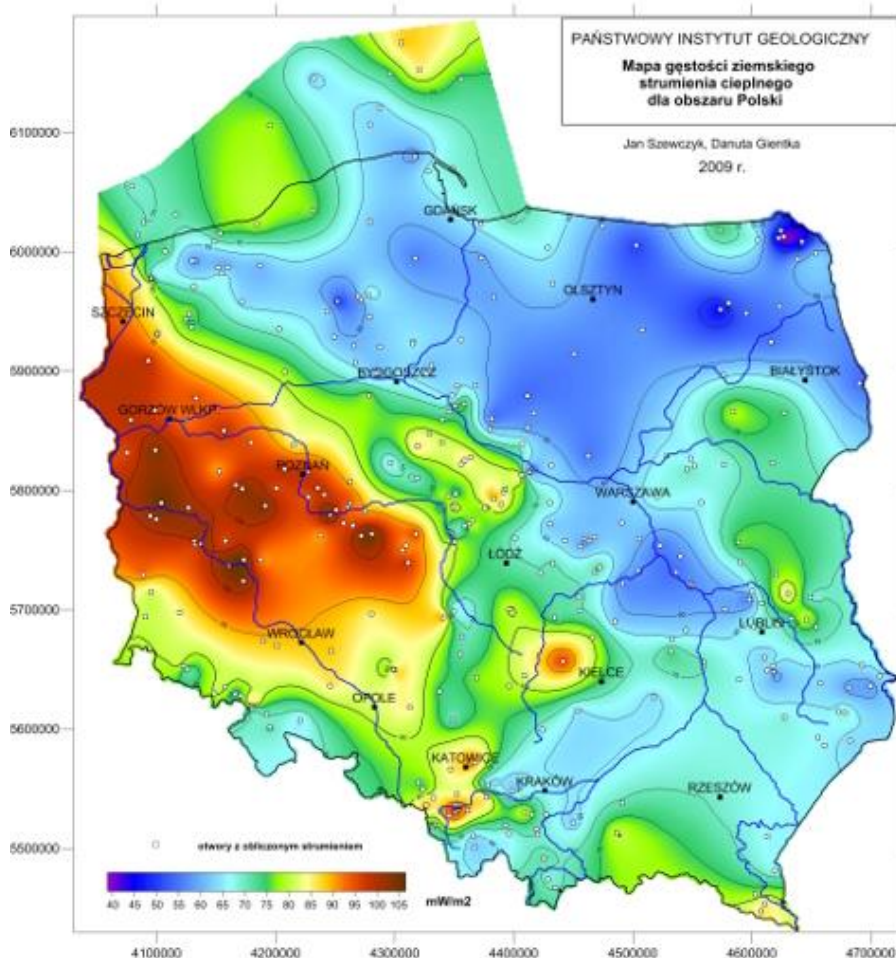 PAŃSTWOWY INSTYTUT GEOLOGICZNY
Mapa gęstości ziemskiego
strumienia cieplnego
dla obszaru Polski
Jan Szewczyk, Danuta Gientka
2009 r.
6100000
6000000
5900000
5800000
5700000
5600000
5500000
GDAŃSK
OLSZTYN
SZCZECIN
BYDGOSZCZ
BIAŁYSTOK
GORZÓW WLKP.
POZNAŃ
WARSZAWA
ŁÓDŹ
LUBLIN
WROCŁAW
KIELCE
OPOLE
KATOWICE
KRAKÓW
RZESZÓW
otwory z obliczonym strumieniem
40 45 50 55 60 65 70 75 80 85 90 95 100 105 mW/m2
4100000 4200000 4300000 4400000 4500000 4600000 4700000